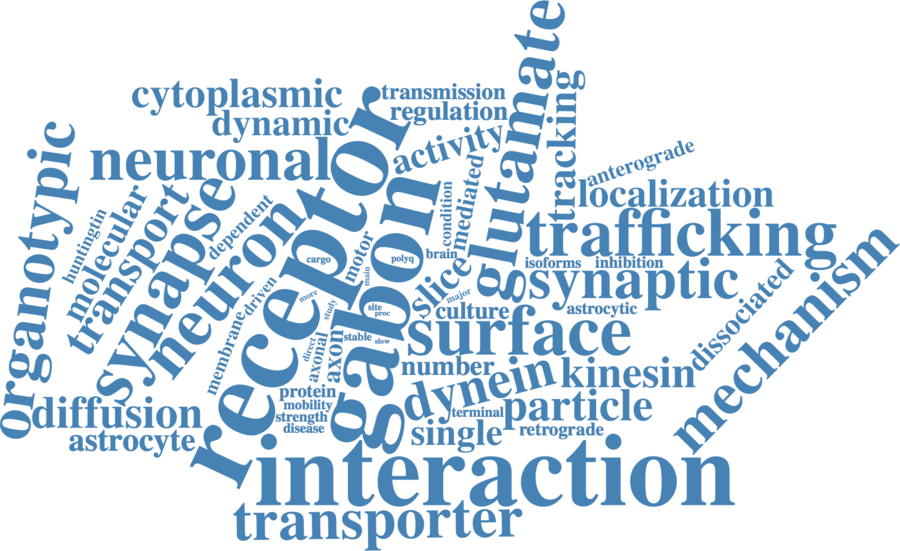 glutamate
cytoplasmic
transmission
tracking
regulation
dynamic
receptor
organotypic
activity
neuronal
anterograde
mediated
synapse
localization
gabon
condition
transport
molecular
dependent
huntingtin
neuron
trafficking
mechanism
motor
brain
cargo
polyq
slice
isoforms
inhibition
synaptic
dissociated
main
driven
more
major
study
site
proc
culture
astrocytic
membrane
surface
axonal
axon
direct
stable
slow
number
dynein
kinesin
protein
mobility
particle
diffusion
terminal
strength
disease
single
retrograde
astrocyte
interaction
transporter